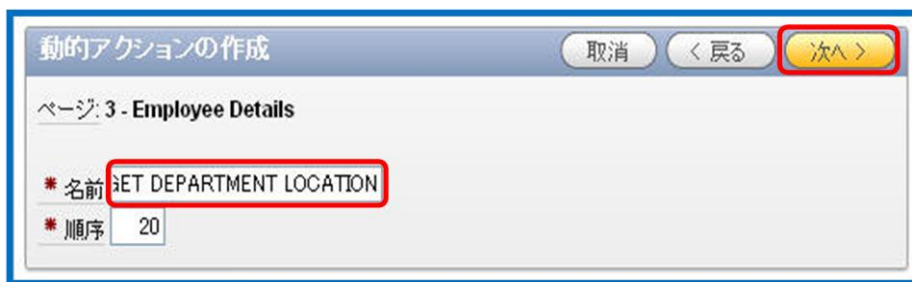 動的アクションの作成 取消 < 戻る 次へ >
ページ: 3 - Employee Details
* 名前 GET DEPARTMENT LOCATION
* 順序 20